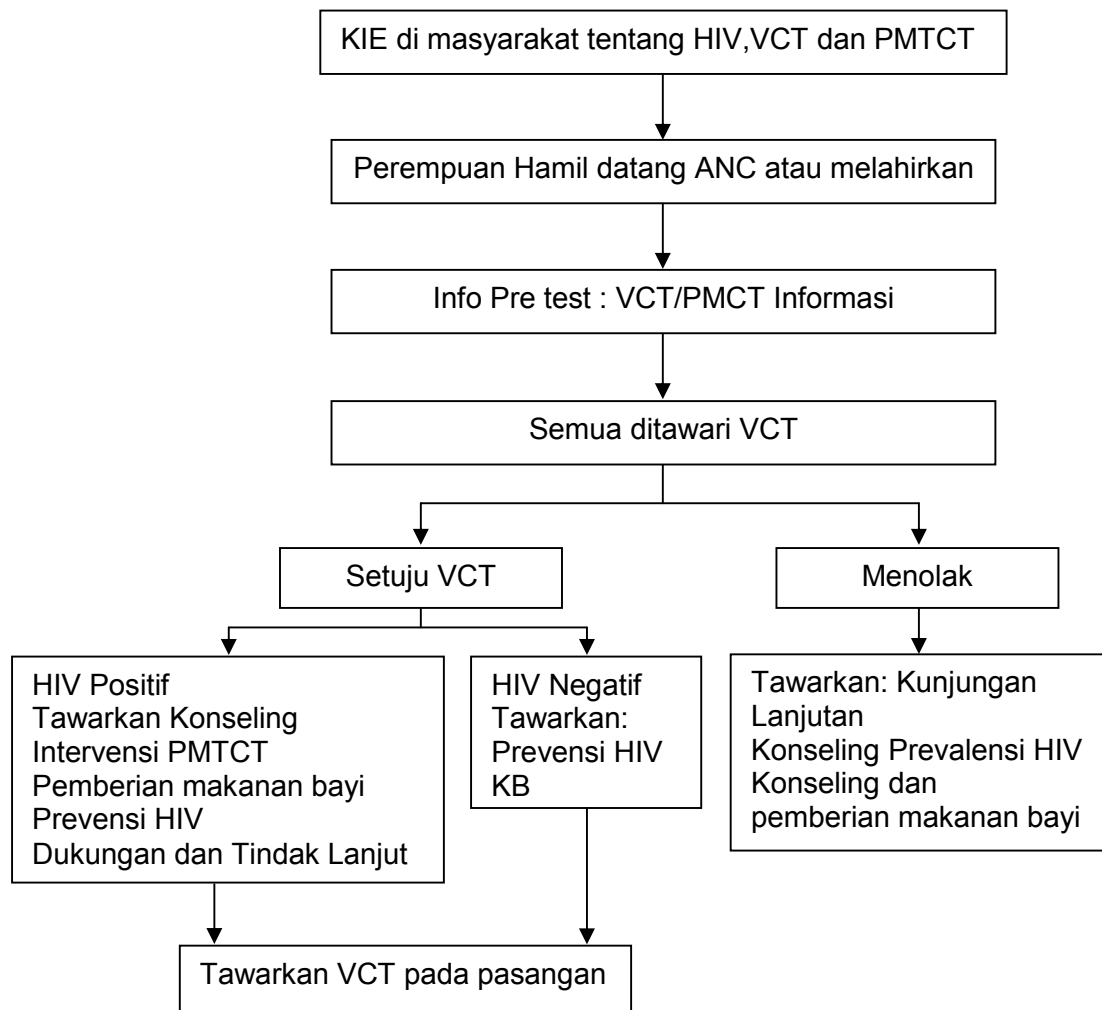 KIE di masyarakat tentang HIV,VCT dan PMTCT
Perempuan Hamil datang ANC atau melahirkan
Info Pre test : VCT/PMCT Informasi
Semua ditawari VCT
Setuju VCT
Menolak
HIV Positif
Tawarkan Konseling
Intervensi PMTCT
Pemberian makanan bayi
Prevensi HIV
Dukungan dan Tindak Lanjut
HIV Negatif
Tawarkan:
Prevensi HIV
KB
Tawarkan: Kunjungan
Lanjutan
Konseling Prevalensi HIV
Konseling dan
pemberian makanan bayi
Tawarkan VCT pada pasangan